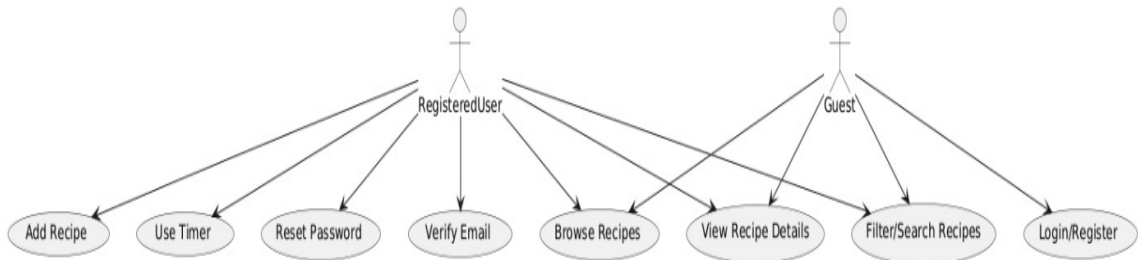 RegisteredUser
Guest
Add Recipe
Use Timer
Reset Password
Verify Email
Browse Recipes
View Recipe Details
Filter/Search Recipes
Login/Register